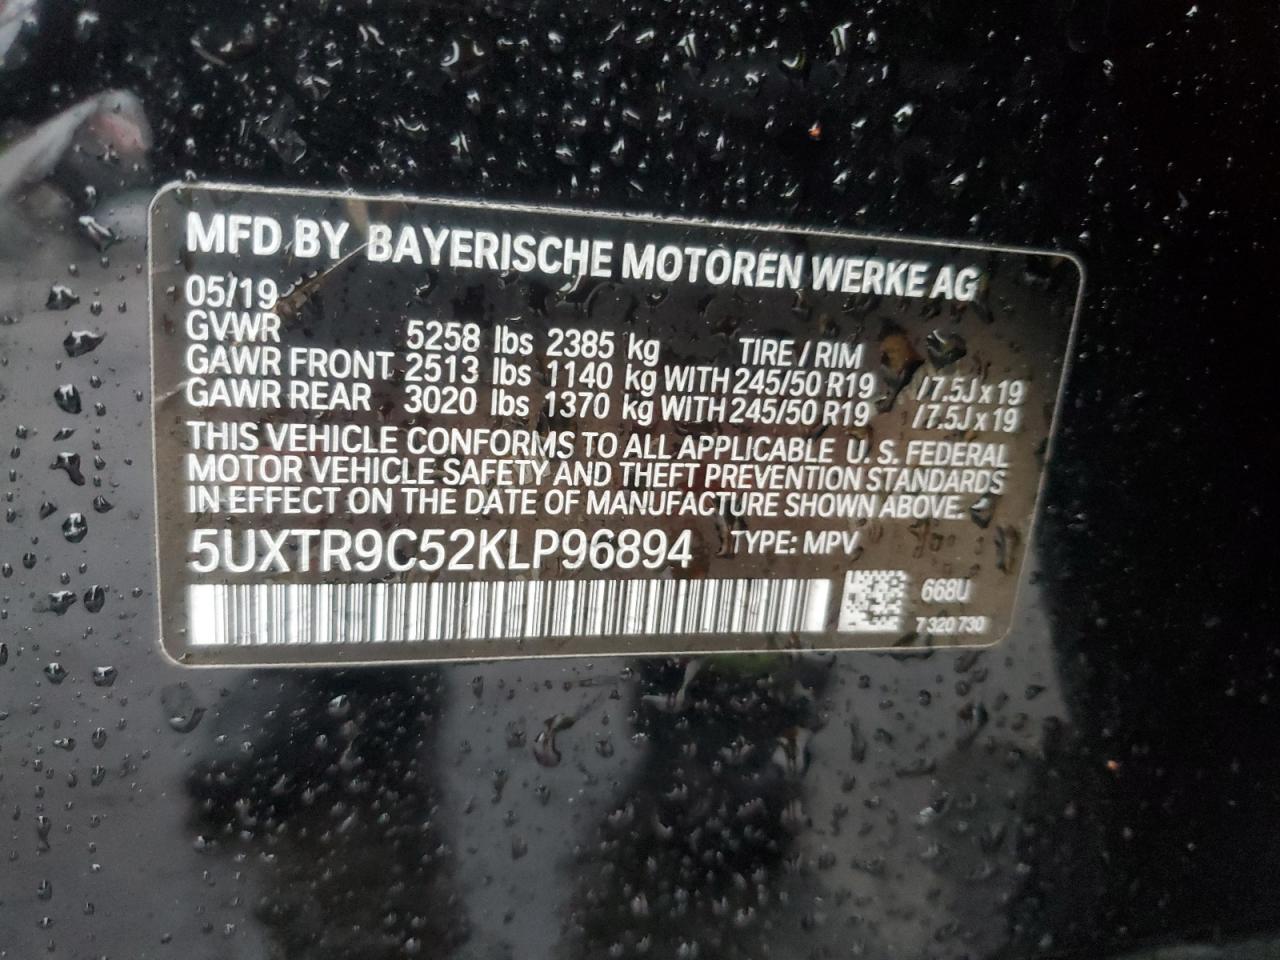 MFD BY BAYERISCHE MOTOREN WERKE AG
05/19
GVWR 5258 lbs 2385 kg TIRE / RIM
GAWR FRONT 2513 lbs 1140 kg WITH 245/50 R19 /7.5J x 19
GAWR REAR 3020 lbs 1370 kg WITH 245/50 R19 /7.5J x 19
THIS VEHICLE CONFORMS TO ALL APPLICABLE U. S. FEDERAL
MOTOR VEHICLE SAFETY AND THEFT PREVENTION STANDARDS
IN EFFECT ON THE DATE OF MANUFACTURE SHOWN ABOVE.
5UXTR9C52KLP96894 TYPE: MPV
668U
7 320 730